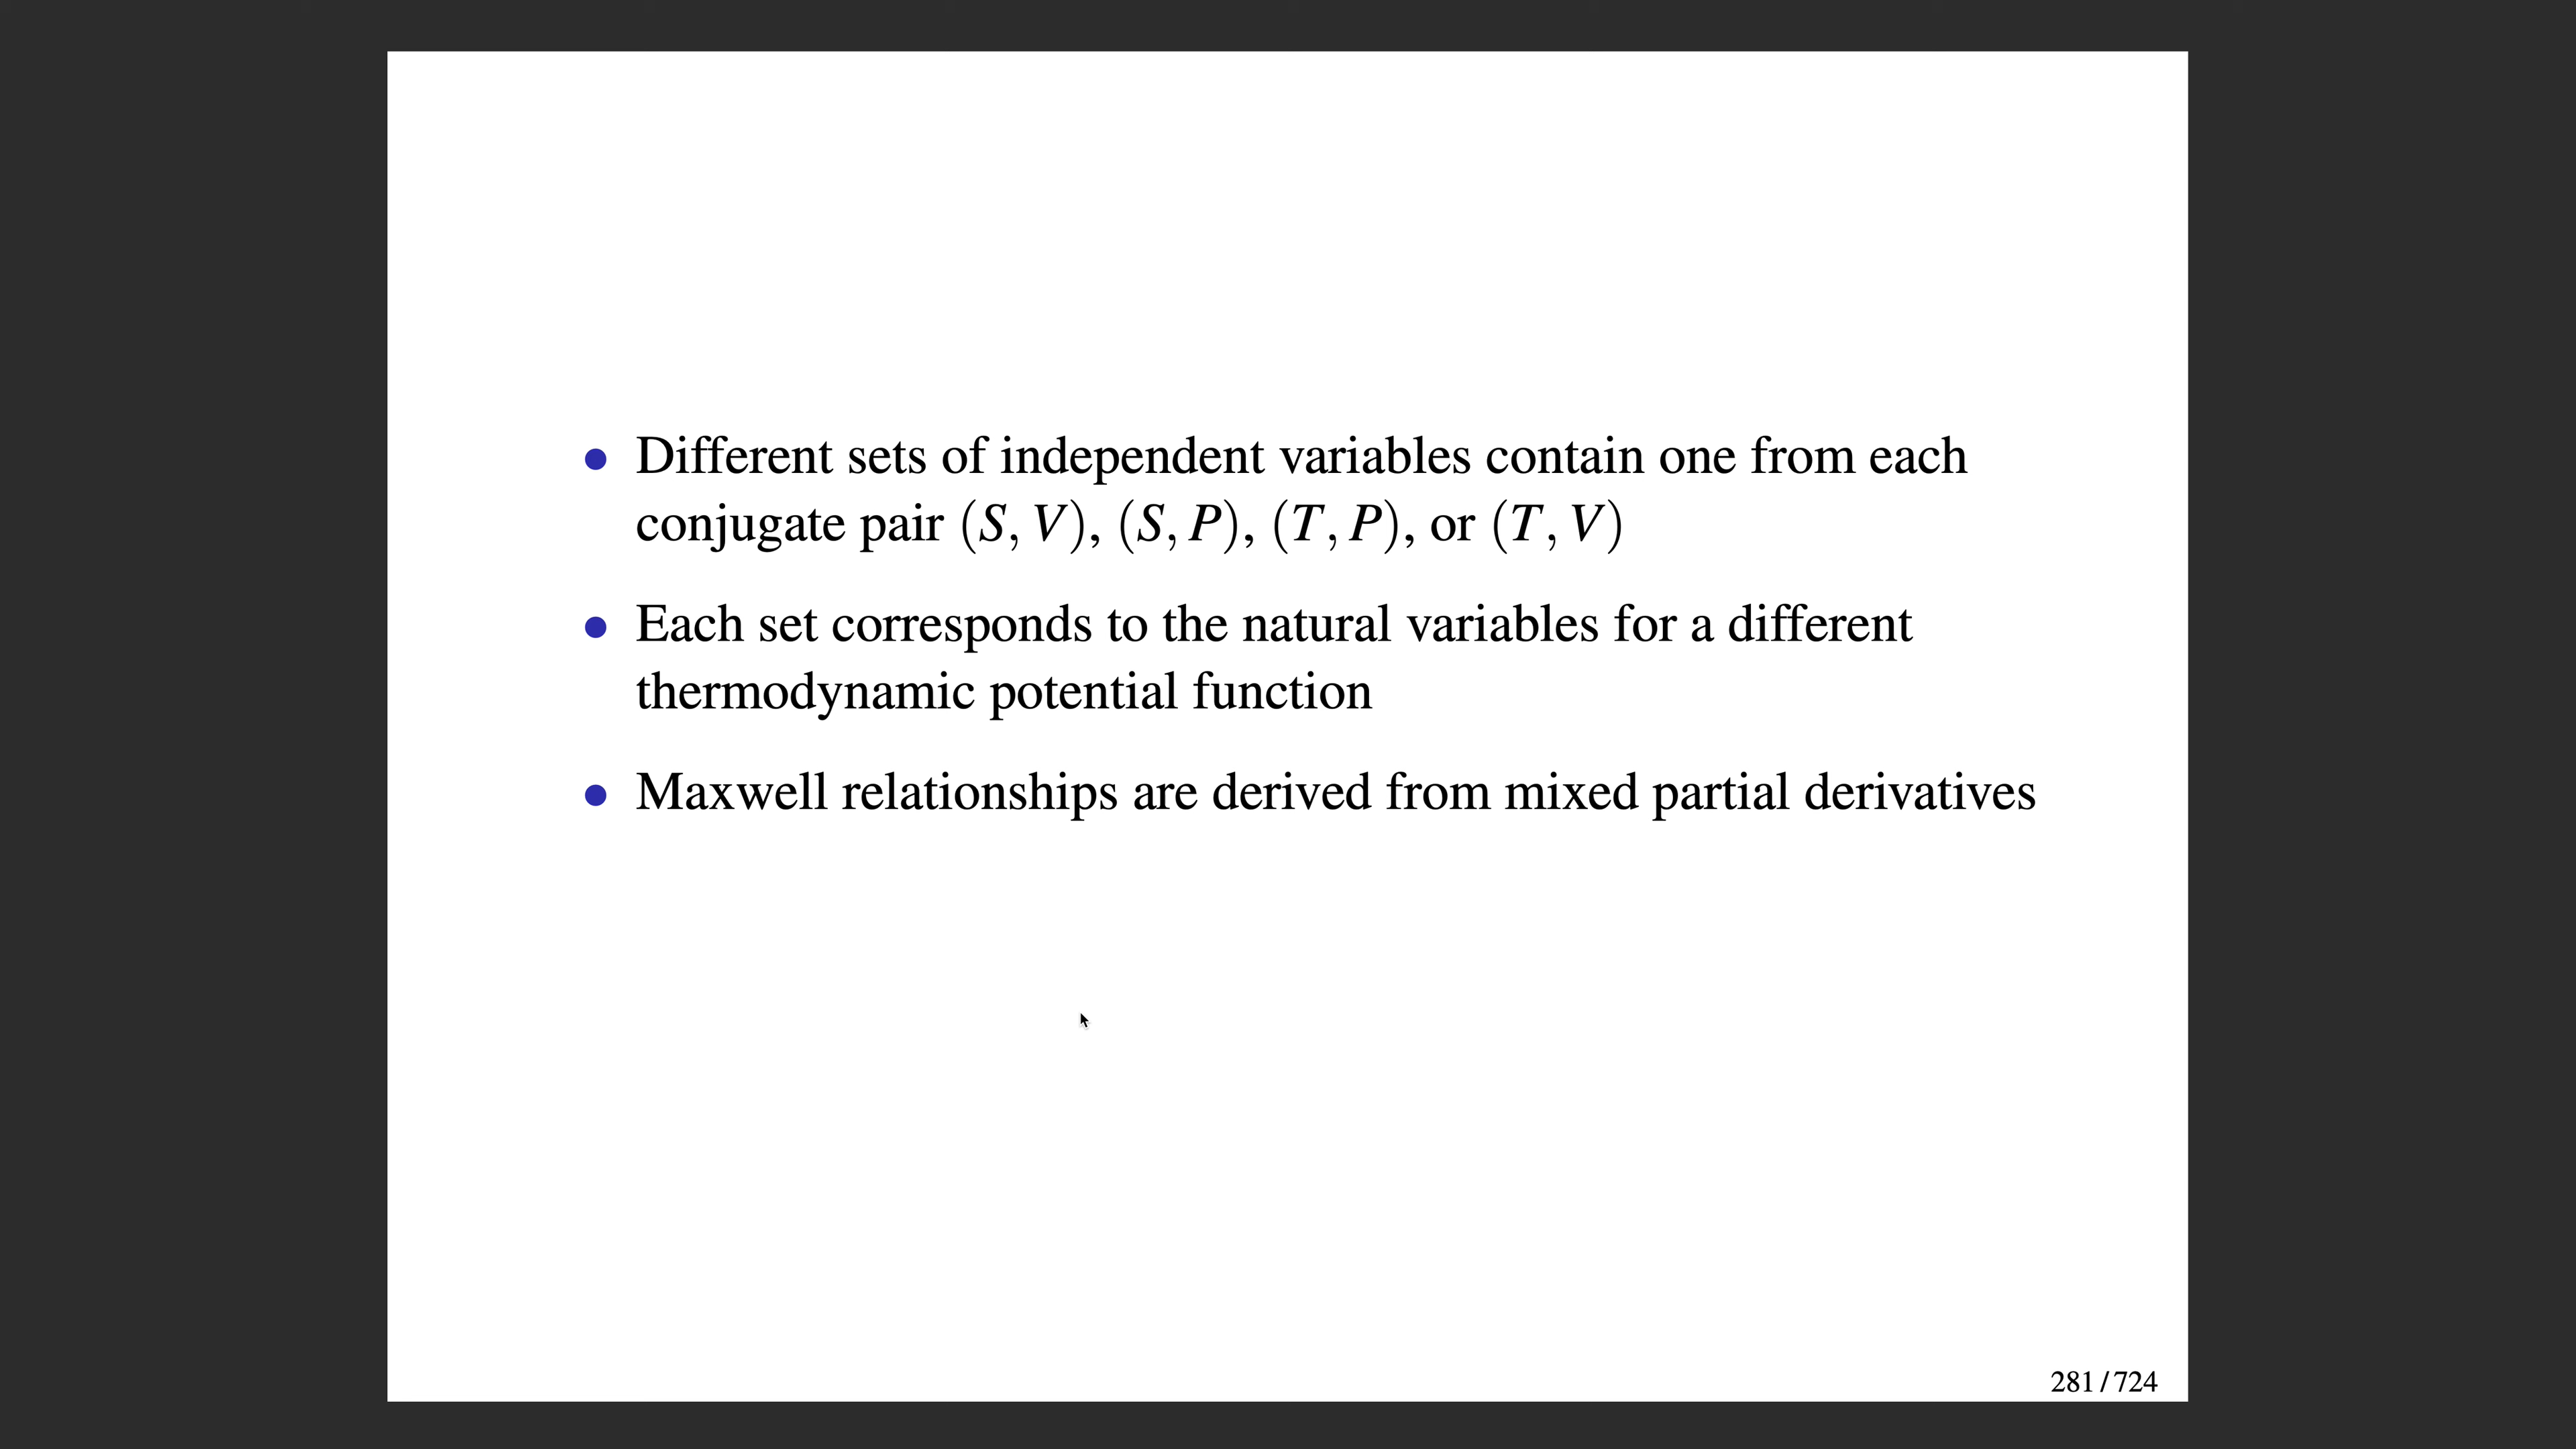 • Different sets of independent variables contain one from each
conjugate pair (S, V), (S, P), (T, P), or (T, V)
• Each set corresponds to the natural variables for a different
thermodynamic potential function
• Maxwell relationships are derived from mixed partial derivatives
281 / 724